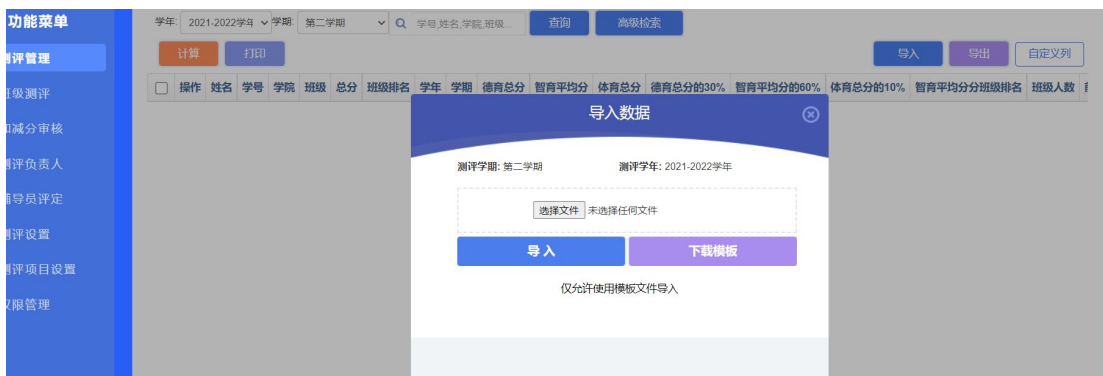 功能菜单
学年: 2021-2022学年 学期: 第二学期 学号,姓名,学院,班级... 查询 高级检索
测评管理
计算 打印 导入 导出 自定义列
班级测评
操作 姓名 学号 学院 班级 总分 班级排名 学年 学期 德育总分 智育平均分 体育总分 德育总分的30% 智育平均分的60% 体育总分的10% 智育平均分分班级排名 班级人数
导入数据
加减分审核
测评负责人
测评学期: 第二学期 测评学年: 2021-2022学年
辅导员评定
选择文件 未选择任何文件
测评设置
导 入 下载模板
测评项目设置
仅允许使用模板文件导入
权限管理